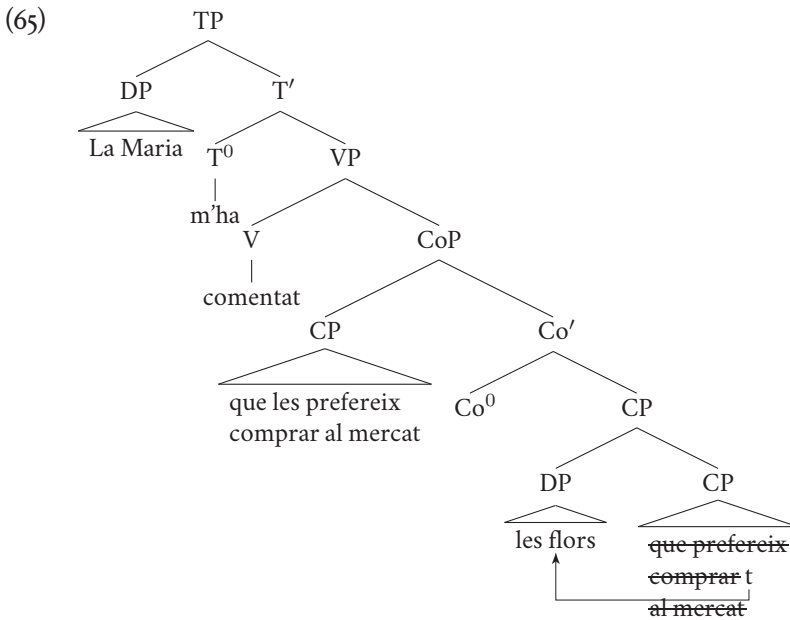 (65)
TP
DP T′
La Maria
T⁰ VP
m'ha
V CoP
comentat
CP Co′
que les prefereix
comprar al mercat
Co⁰ CP
DP CP
les flors
que prefereix
comprar t
al mercat